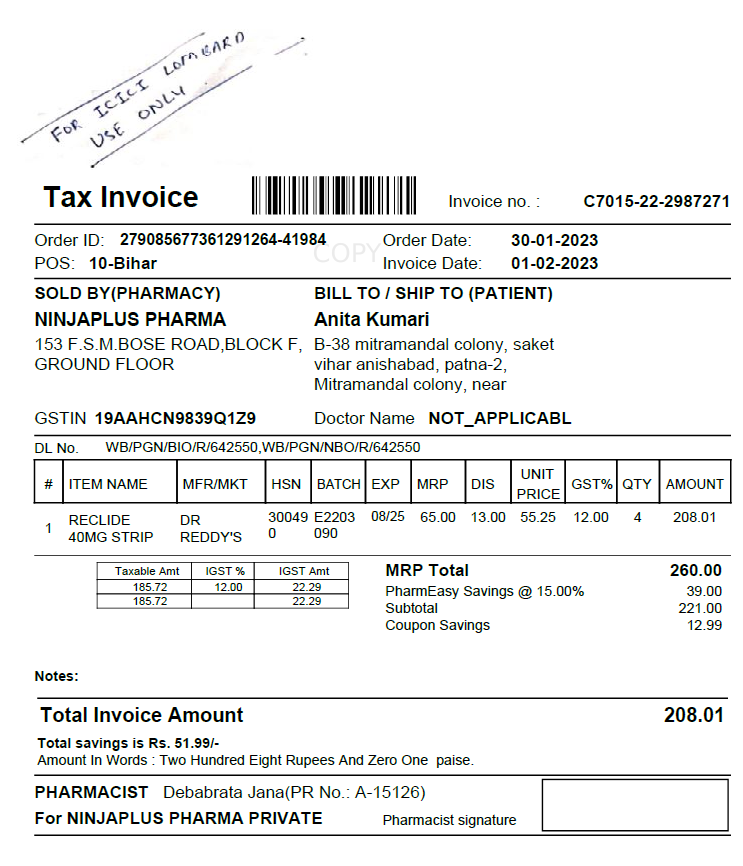 FOR ICICI LOMBARD
USE ONLY
Tax Invoice
Invoice no. : C7015-22-2987271
Order ID: 279085677361291264-41984 Order Date: 30-01-2023
COPY
POS: 10-Bihar Invoice Date: 01-02-2023
SOLD BY(PHARMACY) BILL TO / SHIP TO (PATIENT)
NINJAPLUS PHARMA Anita Kumari
153 F.S.M.BOSE ROAD,BLOCK F, B-38 mitramandal colony, saket
GROUND FLOOR vihar anishabad, patna-2,
Mitramandal colony, near
GSTIN 19AAHCN9839Q1Z9 Doctor Name NOT_APPLICABL
DL No. WB/PGN/BIO/R/642550,WB/PGN/NBO/R/642550
# ITEM NAME MFR/MKT HSN BATCH EXP MRP DIS UNIT PRICE GST% QTY AMOUNT
1 RECLIDE DR 30049 E2203 08/25 65.00 13.00 55.25 12.00 4 208.01
40MG STRIP REDDY'S 0 090
Taxable Amt IGST % IGST Amt
185.72 12.00 22.29
185.72 22.29
MRP Total 260.00
PharmEasy Savings @ 15.00% 39.00
Subtotal 221.00
Coupon Savings 12.99
Notes:
Total Invoice Amount 208.01
Total savings is Rs. 51.99/-
Amount In Words : Two Hundred Eight Rupees And Zero One paise.
PHARMACIST Debabrata Jana(PR No.: A-15126)
For NINJAPLUS PHARMA PRIVATE Pharmacist signature